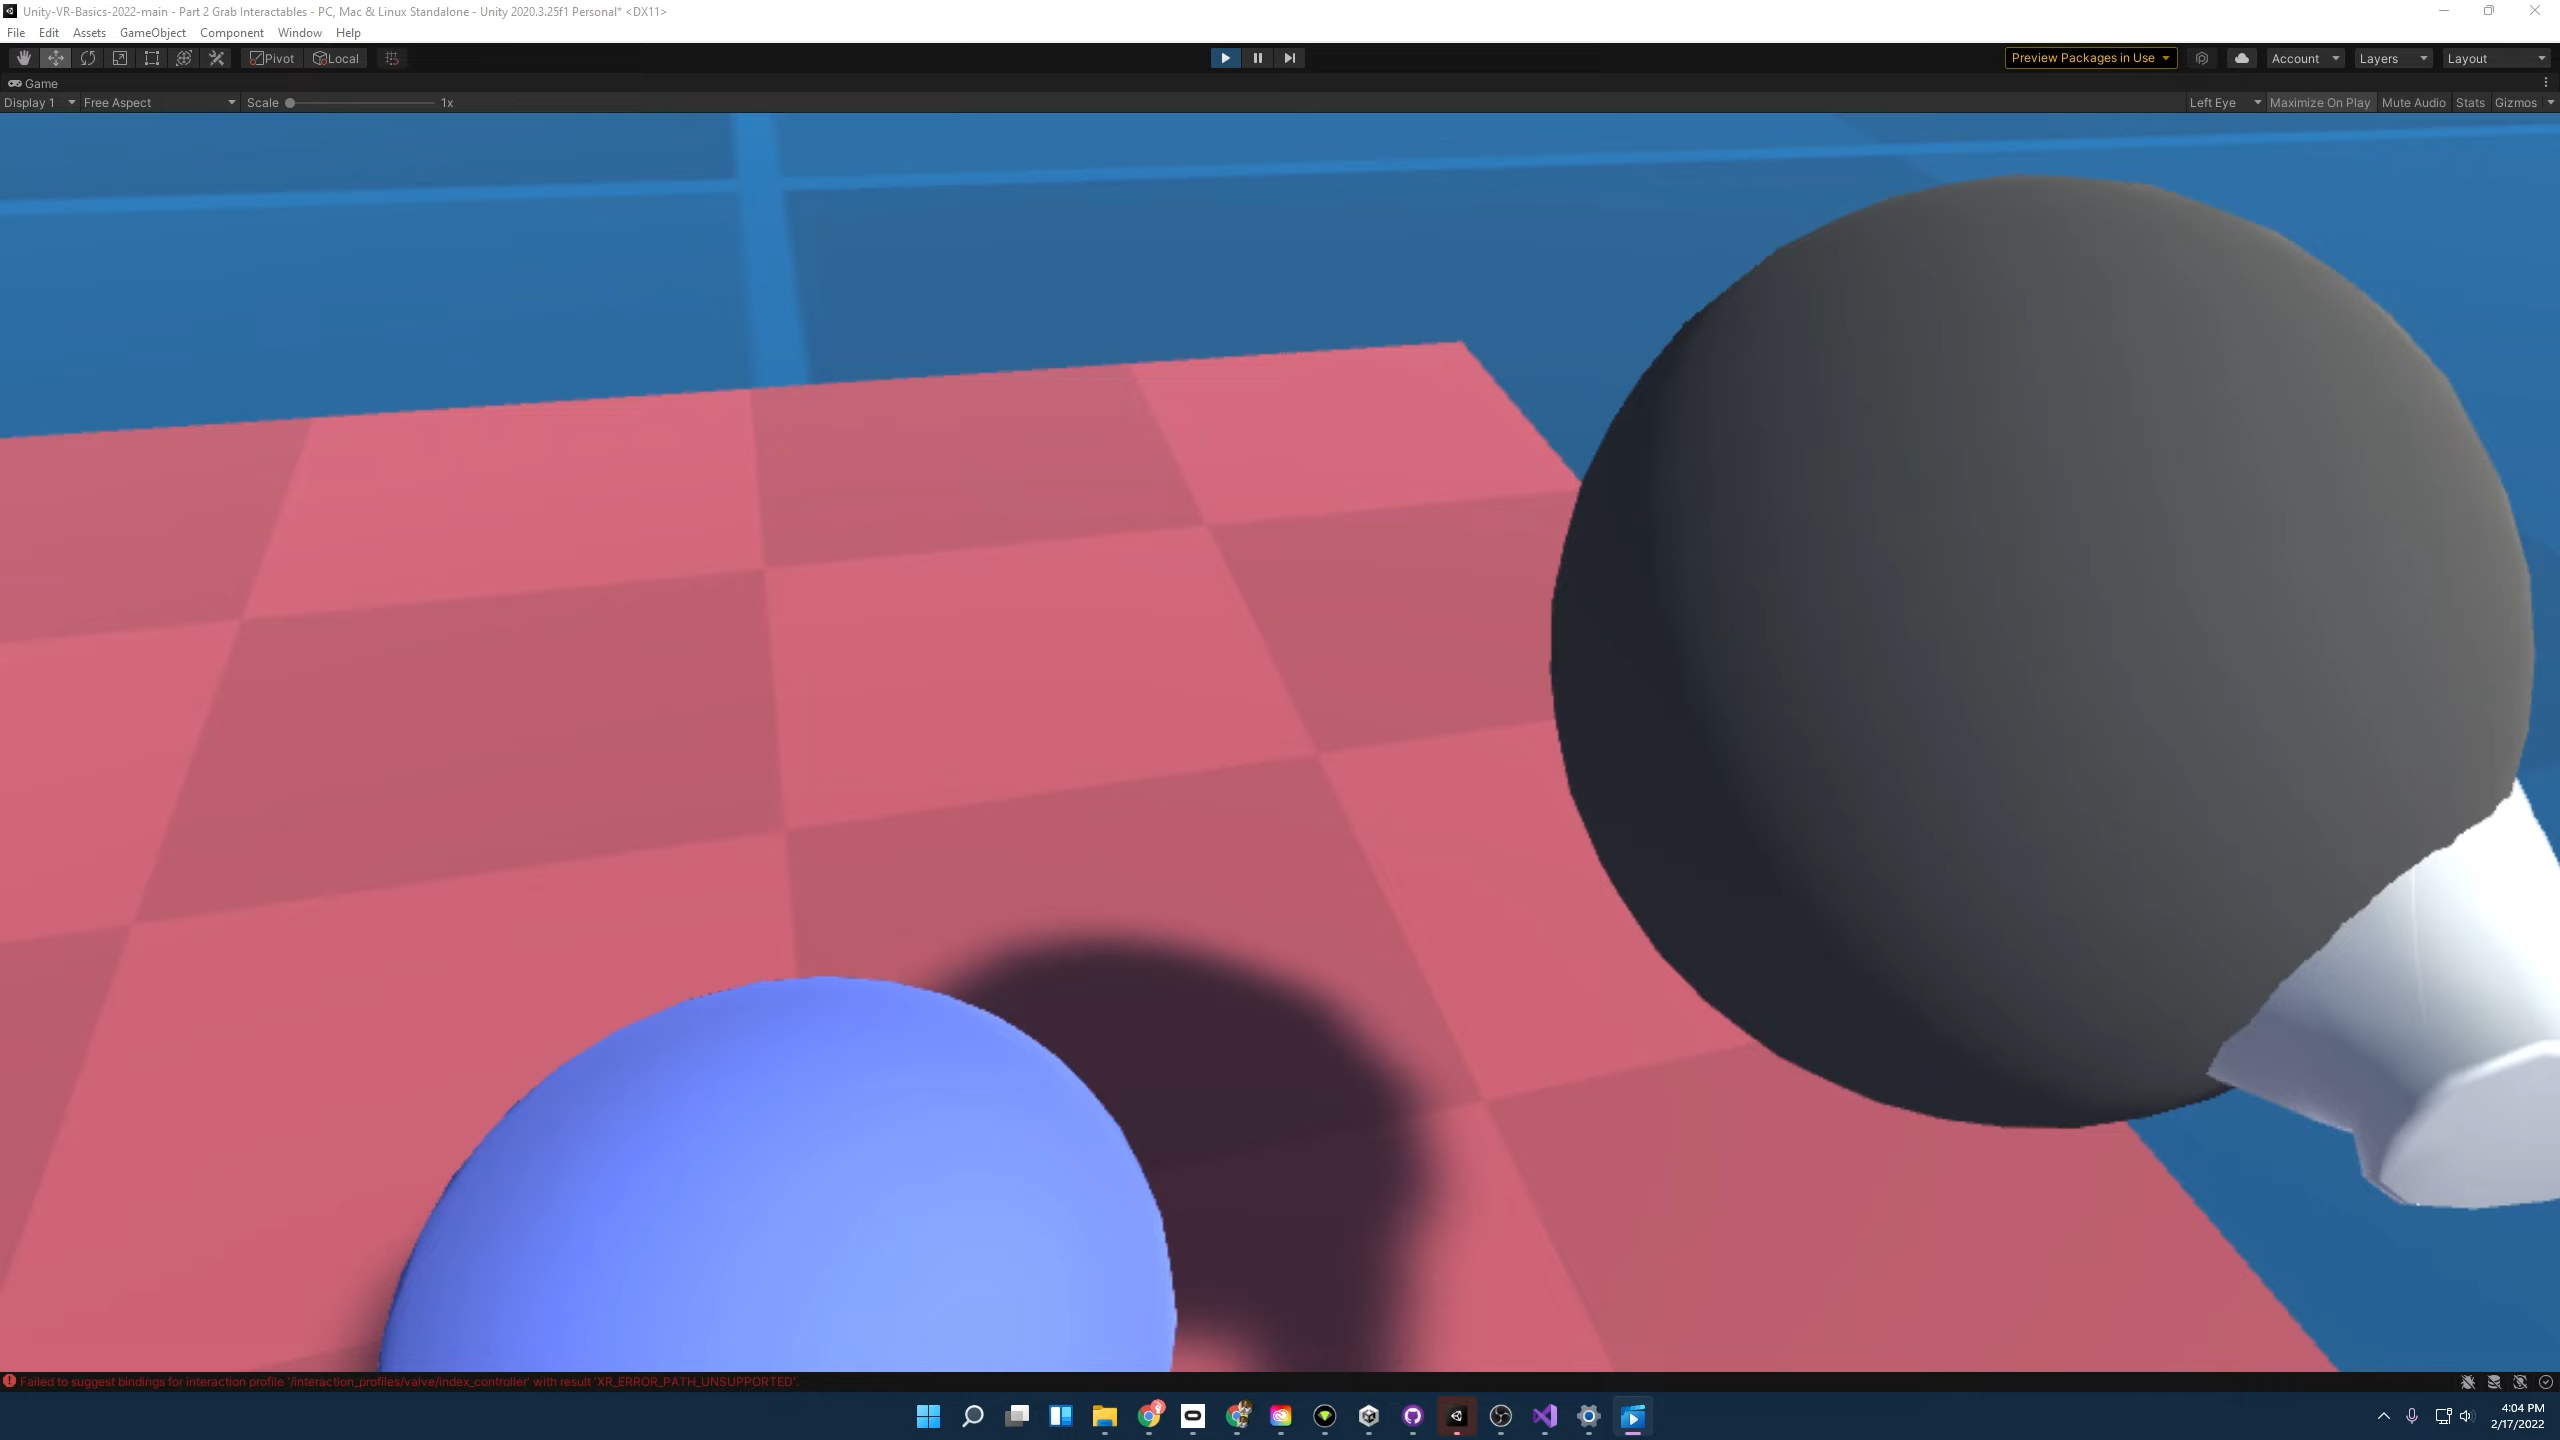 Unity-VR-Basics-2022-main - Part 2 Grab Interactables - PC, Mac & Linux Standalone - Unity 2020.3.25f1 Personal* <DX11>
File Edit Assets GameObject Component Window Help
Pivot Local Preview Packages in Use Account Layers Layout
Game
Display 1 Free Aspect Scale 1x Left Eye Maximize On Play Mute Audio Stats Gizmos
Failed to suggest bindings for interaction profile '/interaction_profiles/valve/index_controller' with result 'XR_ERROR_PATH_UNSUPPORTED'.
4:04 PM
2/17/2022